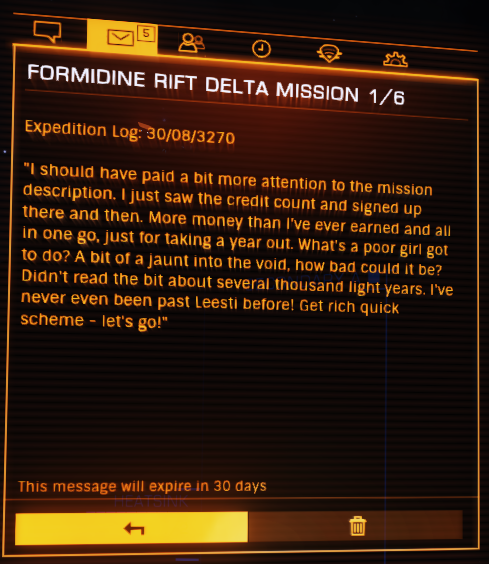 5
FORMIDINE RIFT DELTA MISSION 1/6
Expedition Log: 30/08/3270
"I should have paid a bit more attention to the mission
description. I just saw the credit count and signed up
there and then. More money than I've ever earned and all
in one go, just for taking a year out. What's a poor girl got
to do? A bit of a jaunt into the void, how bad could it be?
Didn't read the bit about several thousand light years. I've
never even been past Leesti before! Get rich quick
scheme - let's go!"
This message will expire in 30 days